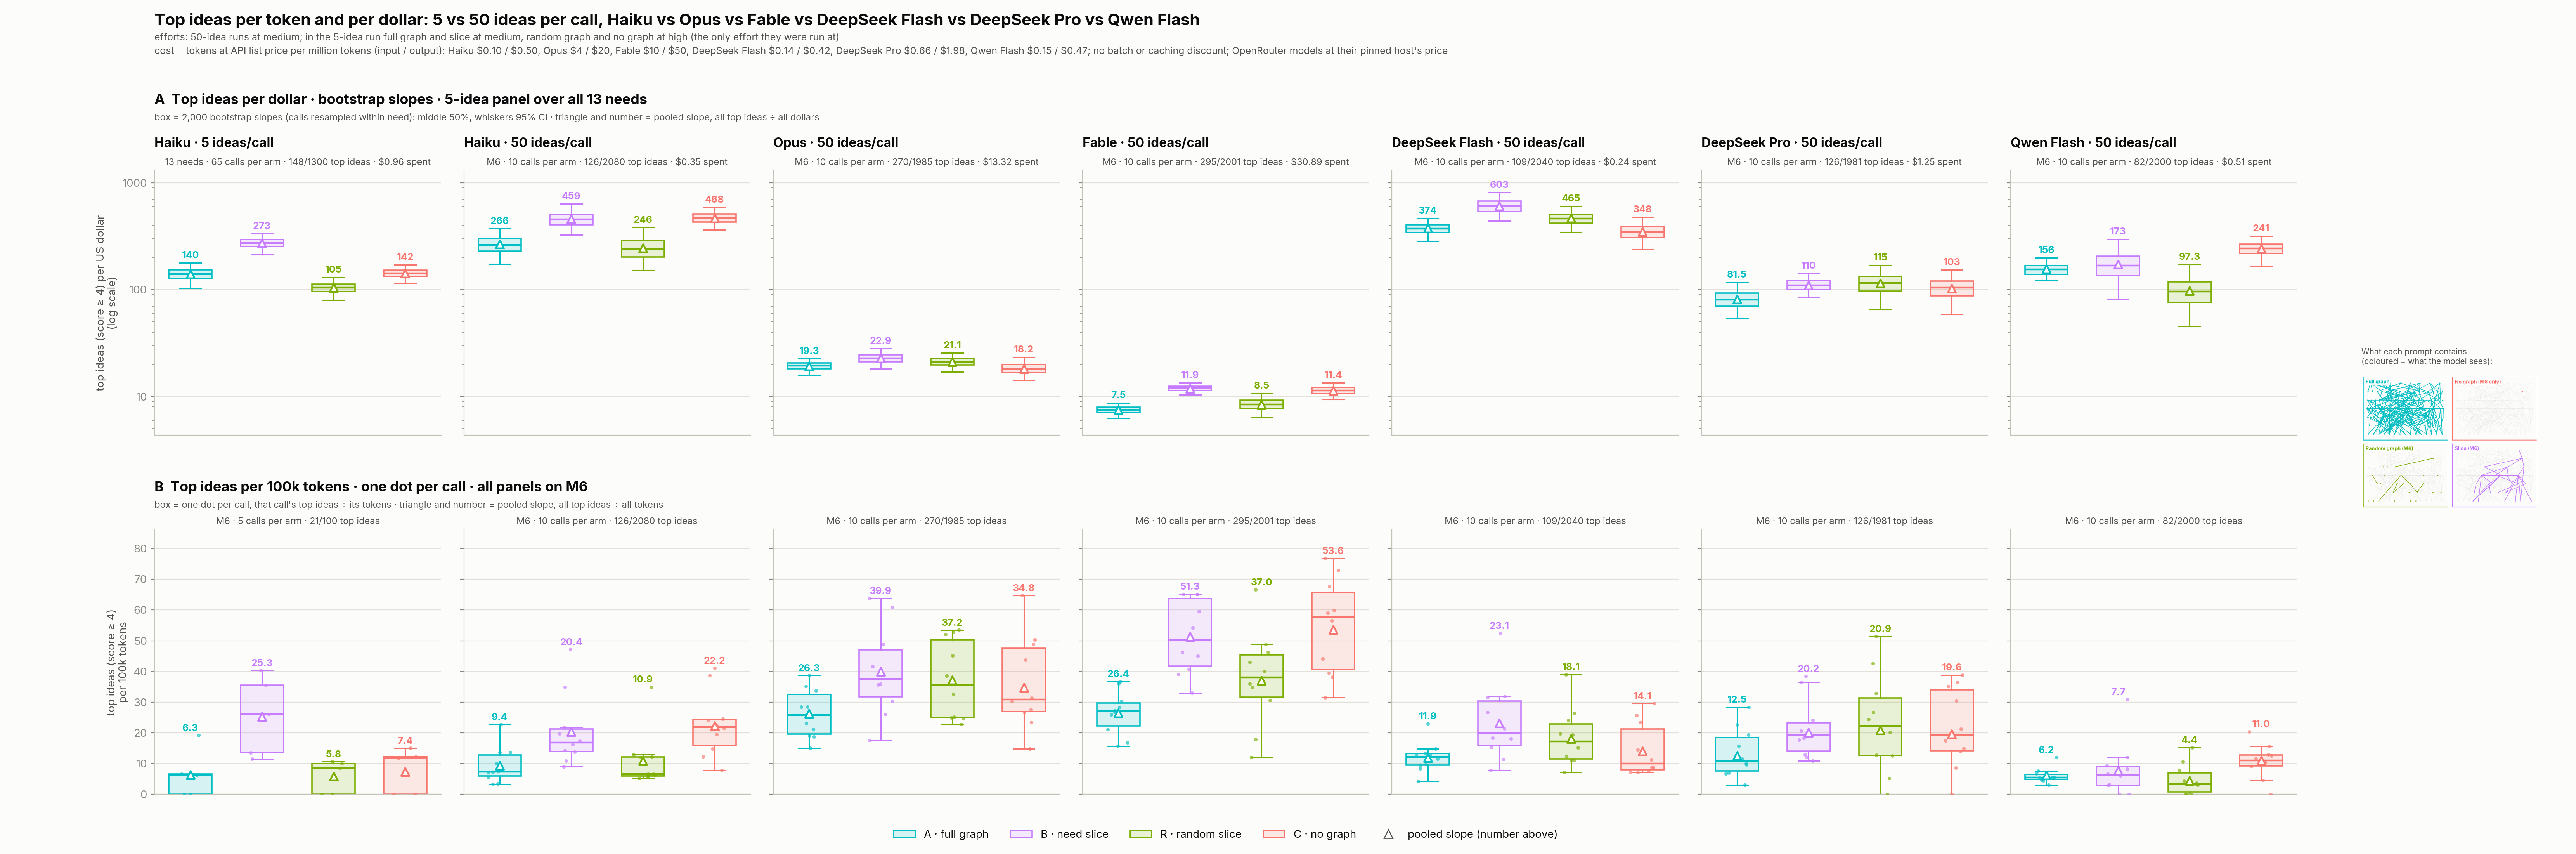 Top ideas per token and per dollar: 5 vs 50 ideas per call, Haiku vs Opus vs Fable vs DeepSeek Flash vs DeepSeek Pro vs Qwen Flash
efforts: 50-idea runs at medium; in the 5-idea run full graph and slice at medium, random graph and no graph at high (the only effort they were run at)
cost = tokens at API list price per million tokens (input / output): Haiku $0.10 / $0.50, Opus $4 / $20, Fable $10 / $50, DeepSeek Flash $0.14 / $0.42, DeepSeek Pro $0.66 / $1.98, Qwen Flash $0.15 / $0.47; no batch or caching discount; OpenRouter models at their pinned host's price
A Top ideas per dollar · bootstrap slopes · 5-idea panel over all 13 needs
box = 2,000 bootstrap slopes (calls resampled within need): middle 50%, whiskers 95% CI · triangle and number = pooled slope, all top ideas ÷ all dollars
Haiku · 5 ideas/call
13 needs · 65 calls per arm · 148/1300 top ideas · $0.96 spent
Haiku · 50 ideas/call
M6 · 10 calls per arm · 126/2080 top ideas · $0.35 spent
Opus · 50 ideas/call
M6 · 10 calls per arm · 270/1985 top ideas · $13.32 spent
Fable · 50 ideas/call
M6 · 10 calls per arm · 295/2001 top ideas · $30.89 spent
DeepSeek Flash · 50 ideas/call
M6 · 10 calls per arm · 109/2040 top ideas · $0.24 spent
DeepSeek Pro · 50 ideas/call
M6 · 10 calls per arm · 126/1981 top ideas · $1.25 spent
Qwen Flash · 50 ideas/call
M6 · 10 calls per arm · 82/2000 top ideas · $0.51 spent
top ideas (score ≥ 4) per US dollar
(log scale)
1000
100
10
140
273
105
142
266
459
246
468
19.3
22.9
21.1
18.2
7.5
11.9
8.5
11.4
374
603
465
348
81.5
110
115
103
156
173
97.3
241
What each prompt contains
(coloured = what the model sees):
Full graph
No graph (M6 only)
Random graph (M6)
Slice (M6)
B Top ideas per 100k tokens · one dot per call · all panels on M6
box = one dot per call, that call's top ideas ÷ its tokens · triangle and number = pooled slope, all top ideas ÷ all tokens
M6 · 5 calls per arm · 21/100 top ideas
M6 · 10 calls per arm · 126/2080 top ideas
M6 · 10 calls per arm · 270/1985 top ideas
M6 · 10 calls per arm · 295/2001 top ideas
M6 · 10 calls per arm · 109/2040 top ideas
M6 · 10 calls per arm · 126/1981 top ideas
M6 · 10 calls per arm · 82/2000 top ideas
top ideas (score ≥ 4)
per 100k tokens
80
70
60
50
40
30
20
10
0
6.3
25.3
5.8
7.4
9.4
20.4
10.9
22.2
26.3
39.9
37.2
34.8
26.4
51.3
37.0
53.6
11.9
23.1
18.1
14.1
12.5
20.2
20.9
19.6
6.2
7.7
4.4
11.0
A · full graph
B · need slice
R · random slice
C · no graph
pooled slope (number above)